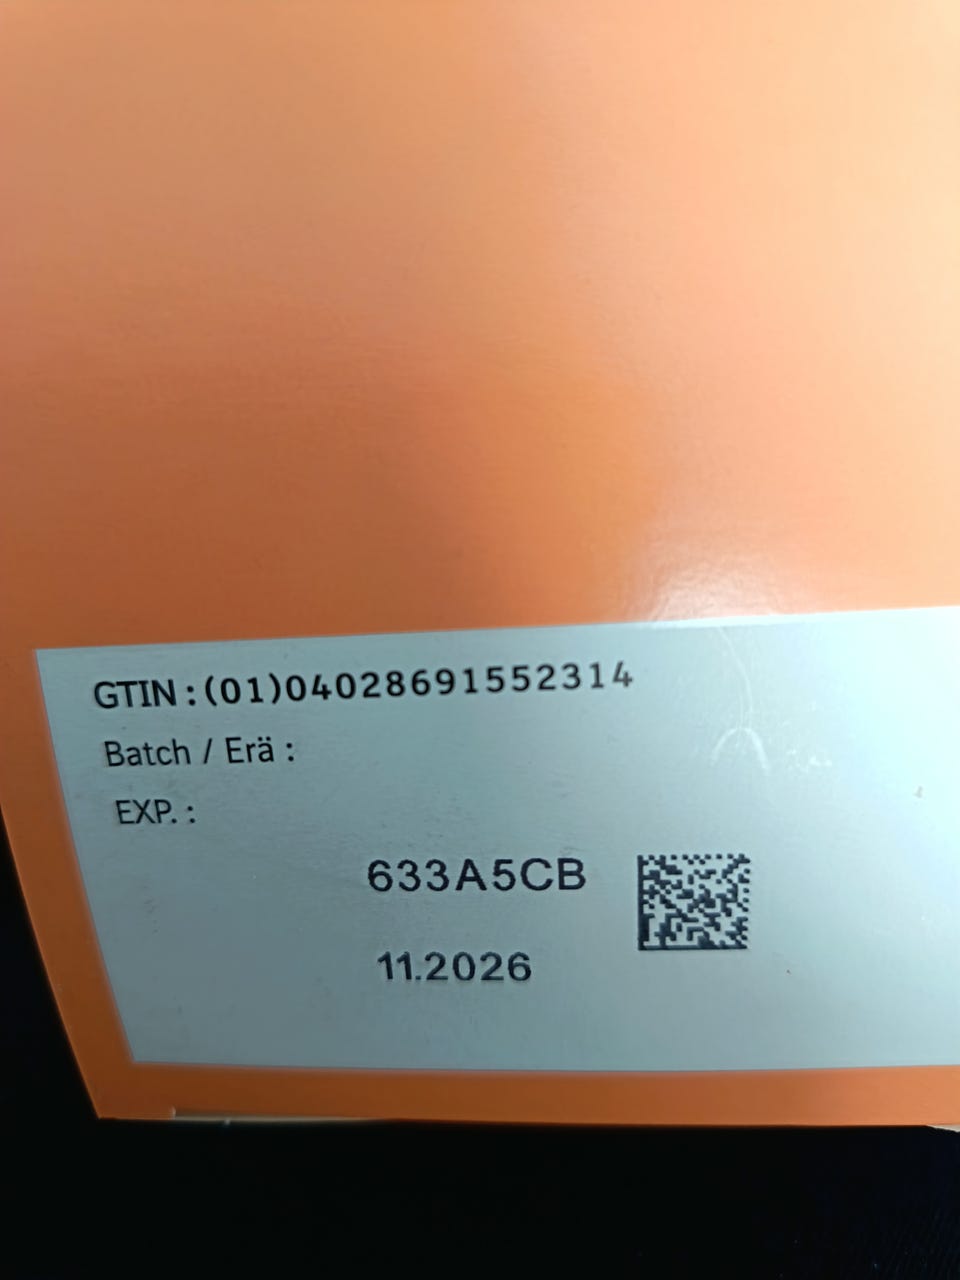 GTIN : (01)04028691552314
Batch / Erä :
EXP. :
633A5CB
11.2026